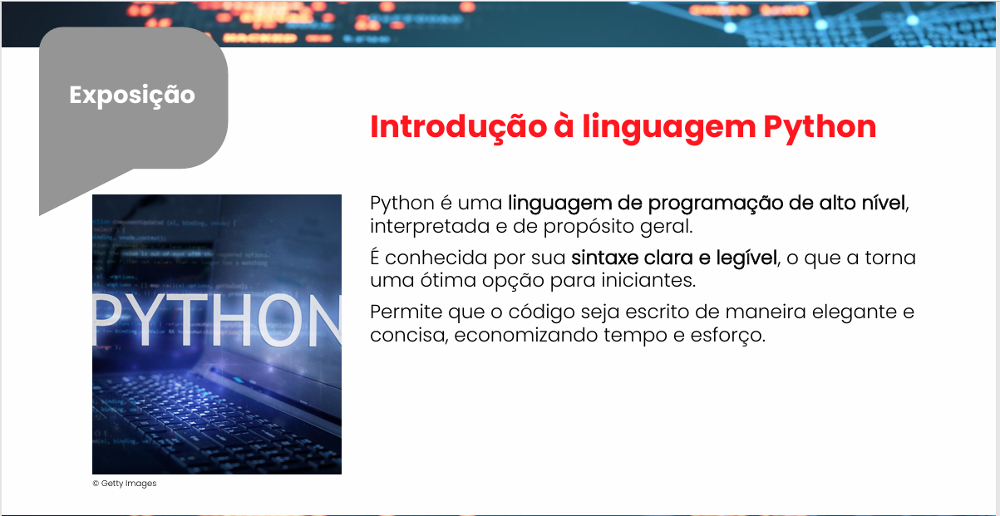 HACKED == true
Exposição
Introdução à linguagem Python
Python é uma linguagem de programação de alto nível,
interpretada e de propósito geral.
É conhecida por sua sintaxe clara e legível, o que a torna
uma ótima opção para iniciantes.
Permite que o código seja escrito de maneira elegante e
concisa, economizando tempo e esforço.
PYTHON
© Getty Images